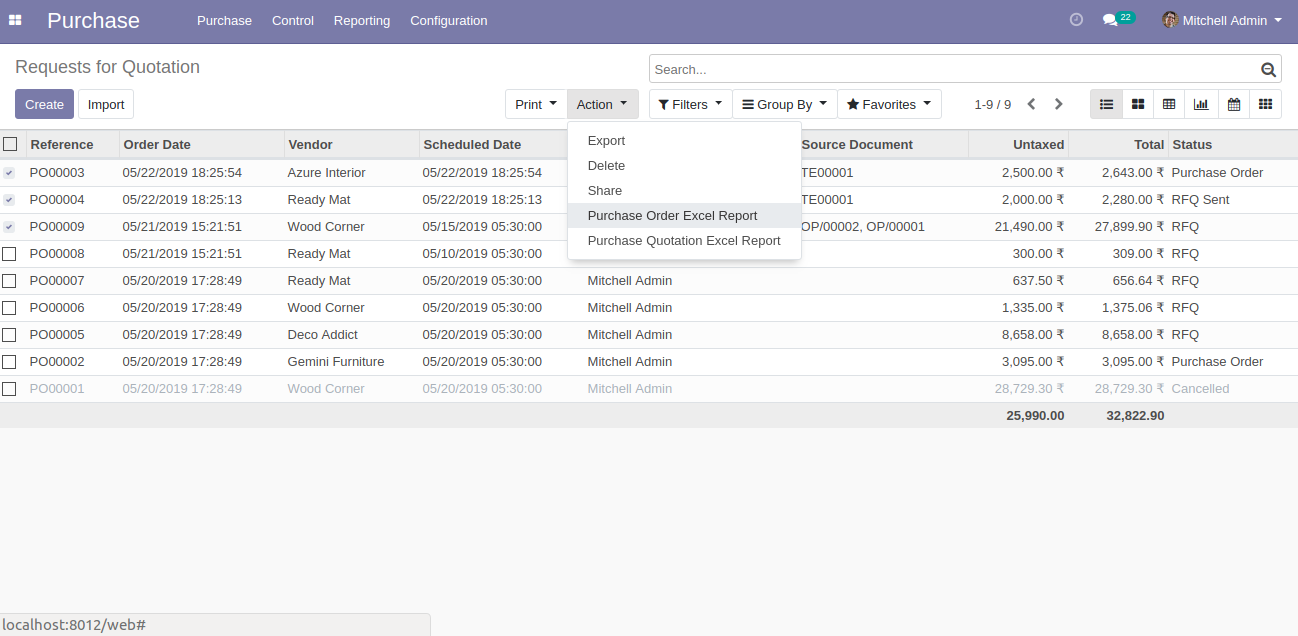 Purchase Purchase Control Reporting Configuration 22 Mitchell Admin
Requests for Quotation Search...
Create Import Print Action Filters Group By Favorites 1-9 / 9
Reference Order Date Vendor Scheduled Date Source Document Untaxed Total Status
Export
Delete
Share
Purchase Order Excel Report
Purchase Quotation Excel Report
PO00003 05/22/2019 18:25:54 Azure Interior 05/22/2019 18:25:54 TE00001 2,500.00 ₹ 2,643.00 ₹ Purchase Order
PO00004 05/22/2019 18:25:13 Ready Mat 05/22/2019 18:25:13 TE00001 2,000.00 ₹ 2,280.00 ₹ RFQ Sent
PO00009 05/21/2019 15:21:51 Wood Corner 05/15/2019 05:30:00 OP/00002, OP/00001 21,490.00 ₹ 27,899.90 ₹ RFQ
PO00008 05/21/2019 15:21:51 Ready Mat 05/10/2019 05:30:00 300.00 ₹ 309.00 ₹ RFQ
PO00007 05/20/2019 17:28:49 Ready Mat 05/20/2019 05:30:00 Mitchell Admin 637.50 ₹ 656.64 ₹ RFQ
PO00006 05/20/2019 17:28:49 Wood Corner 05/20/2019 05:30:00 Mitchell Admin 1,335.00 ₹ 1,375.06 ₹ RFQ
PO00005 05/20/2019 17:28:49 Deco Addict 05/20/2019 05:30:00 Mitchell Admin 8,658.00 ₹ 8,658.00 ₹ RFQ
PO00002 05/20/2019 17:28:49 Gemini Furniture 05/20/2019 05:30:00 Mitchell Admin 3,095.00 ₹ 3,095.00 ₹ Purchase Order
PO00001 05/20/2019 17:28:49 Wood Corner 05/20/2019 05:30:00 Mitchell Admin 28,729.30 ₹ 28,729.30 ₹ Cancelled
25,990.00 32,822.90
localhost:8012/web#